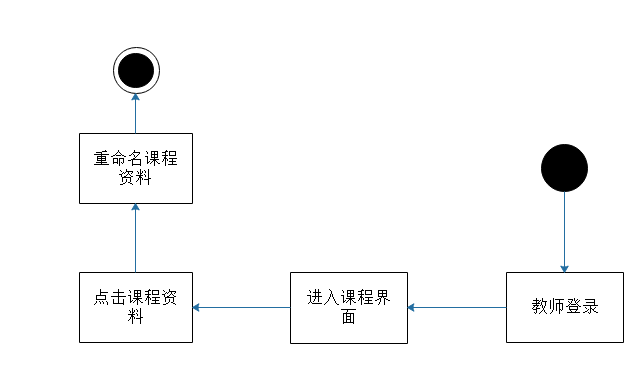 重命名课程
资料
点击课程资
料
进入课程界
面
教师登录